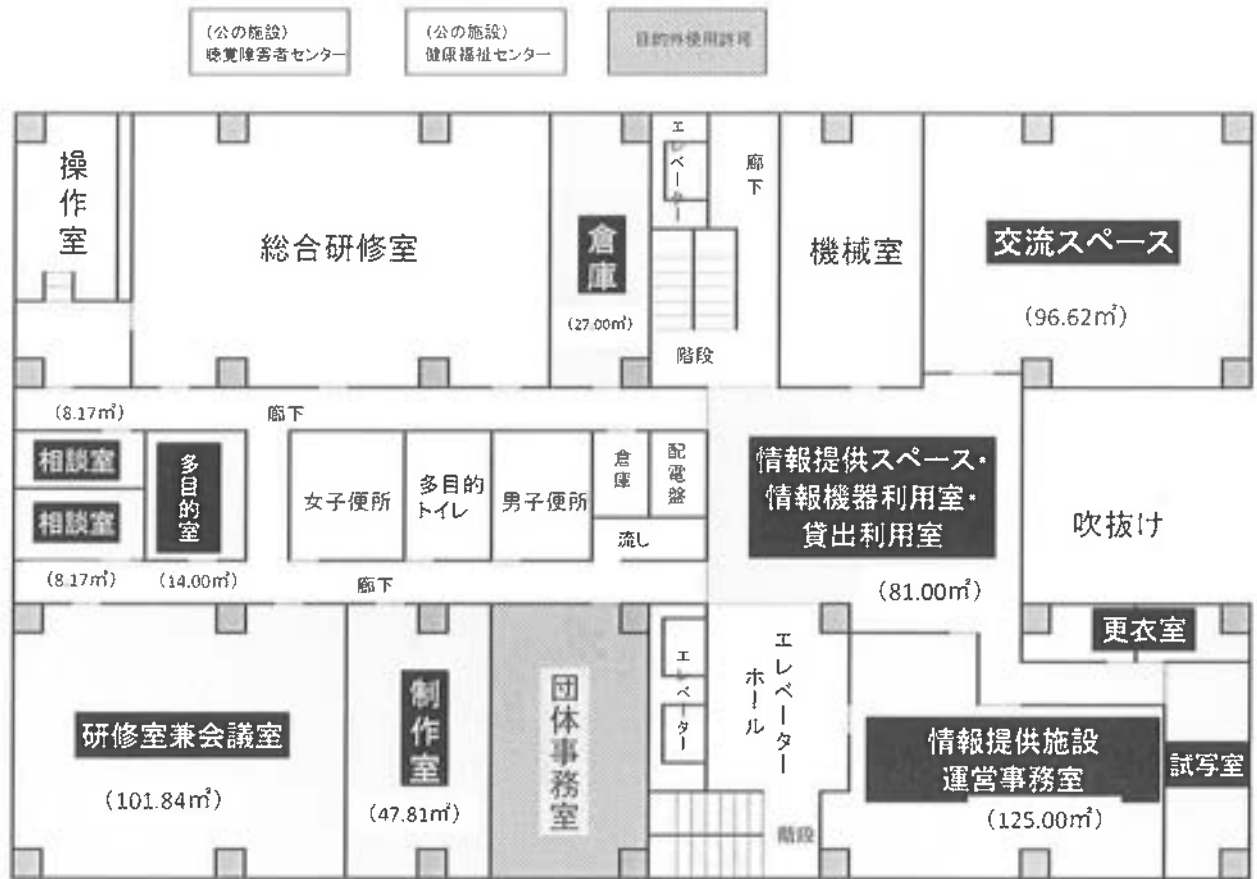 (公の施設)
聴覚障害者センター
(公の施設)
健康福祉センター
目的外使用許可
操作室
総合研修室
倉庫
(27.00㎡)
エレベーター
廊下
階段
機械室
交流スペース
(96.62㎡)
(8.17㎡)
廊下
相談室
相談室
多目的室
女子便所
多目的
トイレ
男子便所
倉庫
配電盤
流し
情報提供スペース・
情報機器利用室・
貸出利用室
(81.00㎡)
吹抜け
(8.17㎡)
(14.00㎡)
廊下
研修室兼会議室
(101.84㎡)
制作室
(47.81㎡)
団体事務室
エレベーター
エレベーター
ホール
階段
更衣室
情報提供施設
運営事務室
(125.00㎡)
試写室